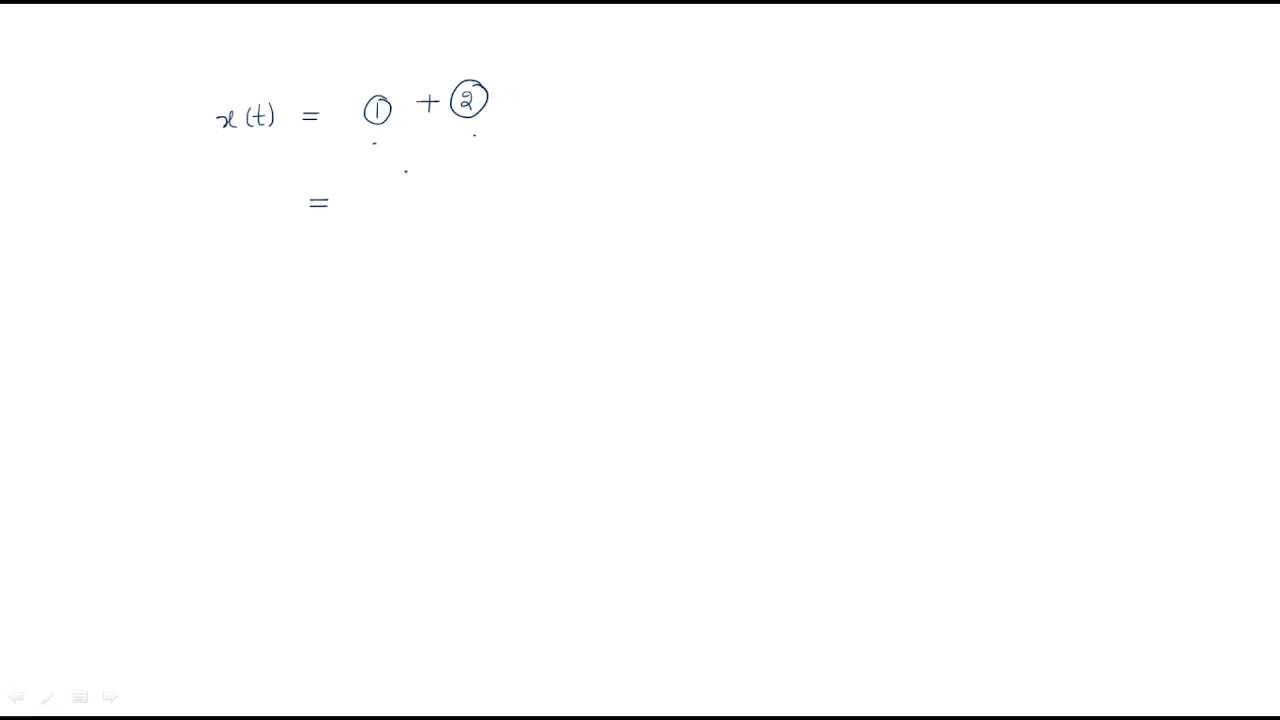 x(t) = ① + ②
=